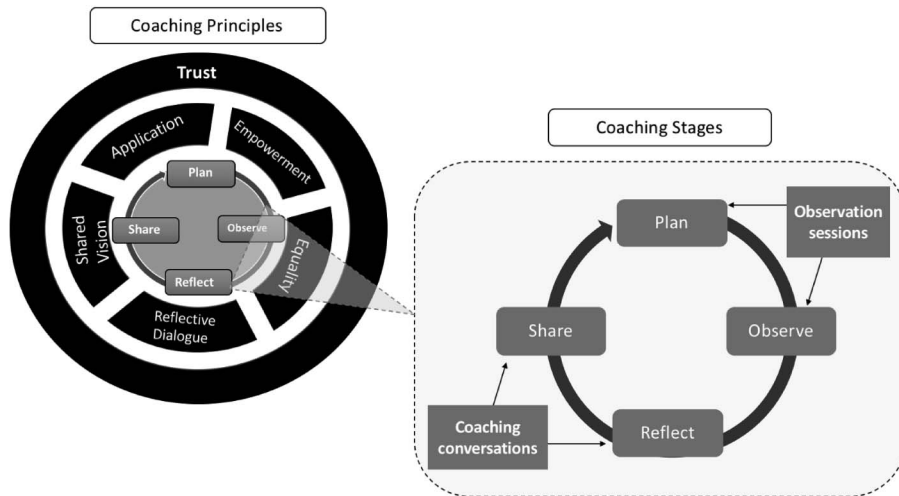 Coaching Principles
Trust
Application
Empowerment
Shared
Vision
Equality
Reflective
Dialogue
Plan
Share
Observe
Reflect
Coaching Stages
Plan
Observation
sessions
Share
Observe
Coaching
conversations
Reflect